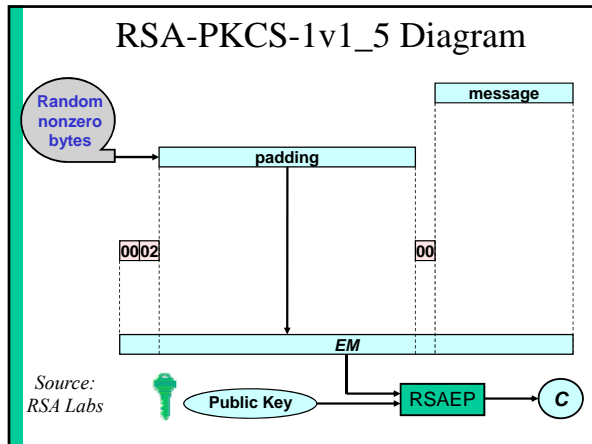 RSA-PKCS-1v1_5 Diagram
message
Random
nonzero
bytes
padding
00 02
00
EM
Source:
RSA Labs
Public Key
RSAEP
C